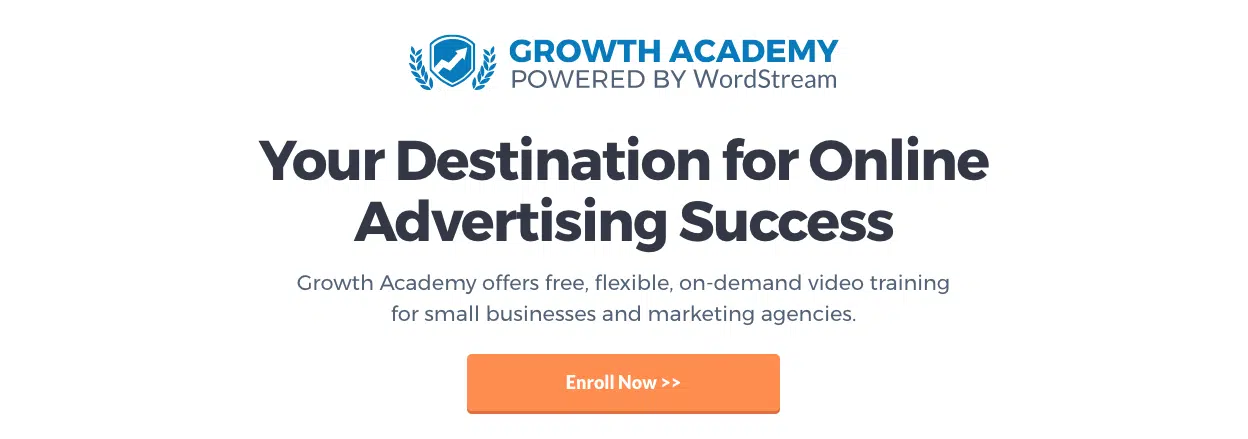 GROWTH ACADEMY
POWERED BY WordStream
Your Destination for Online
Advertising Success
Growth Academy offers free, flexible, on-demand video training
for small businesses and marketing agencies.
Enroll Now >>